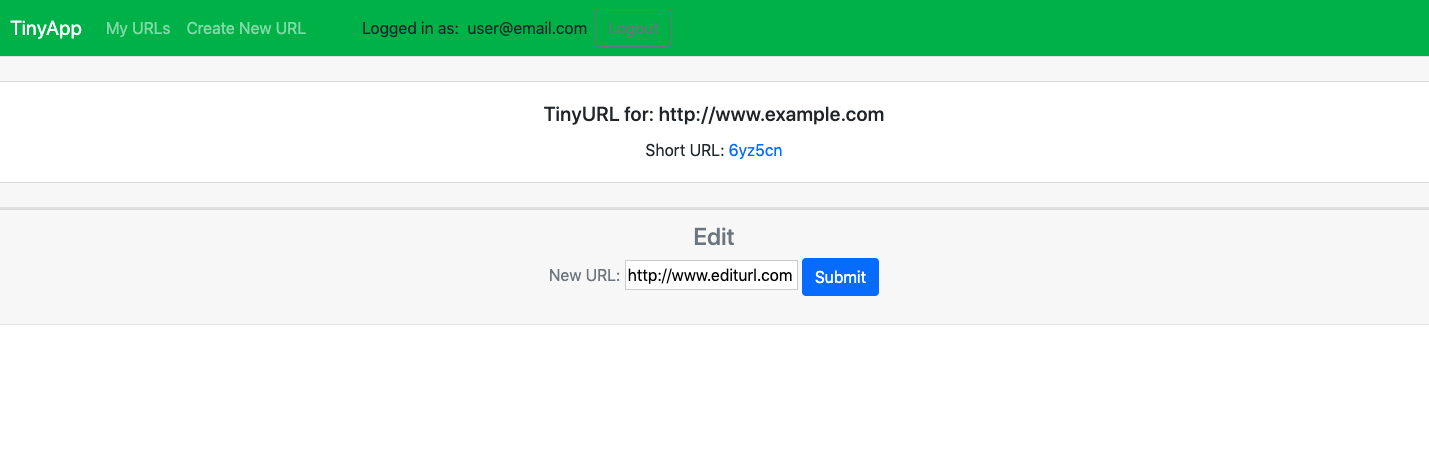 TinyApp My URLs Create New URL Logged in as: user@email.com Logout
TinyURL for: http://www.example.com
Short URL: 6yz5cn
Edit
New URL: http://www.editurl.com Submit